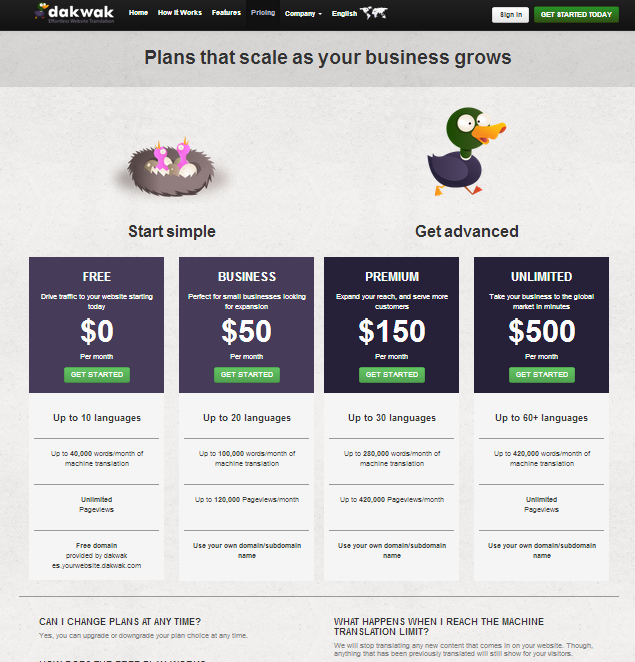 dakwak
Effortless Website Translation
Home How It Works Features Pricing Company English
Sign in GET STARTED TODAY
Plans that scale as your business grows
Start simple
Get advanced
FREE
Drive traffic to your website starting
today
$0
Per month
GET STARTED
Up to 10 languages
Up to 40,000 words/month of
machine translation
Unlimited
Pageviews
Free domain
provided by dakwak
es.yourwebsite.dakwak.com
BUSINESS
Perfect for small businesses looking
for expansion
$50
Per month
GET STARTED
Up to 20 languages
Up to 100,000 words/month of
machine translation
Up to 120,000 Pageviews/month
Use your own domain/subdomain
name
PREMIUM
Expand your reach, and serve more
customers
$150
Per month
GET STARTED
Up to 30 languages
Up to 280,000 words/month of
machine translation
Up to 420,000 Pageviews/month
Use your own domain/subdomain
name
UNLIMITED
Take your business to the global
market in minutes
$500
Per month
GET STARTED
Up to 60+ languages
Up to 420,000 words/month of
machine translation
Unlimited
Pageviews
Use your own domain/subdomain
name
CAN I CHANGE PLANS AT ANY TIME?
Yes, you can upgrade or downgrade your plan choice at any time.
WHAT HAPPENS WHEN I REACH THE MACHINE
TRANSLATION LIMIT?
We will stop translating any new content that comes in on your website. Though,
anything that has been previously translated will still show for your visitors.